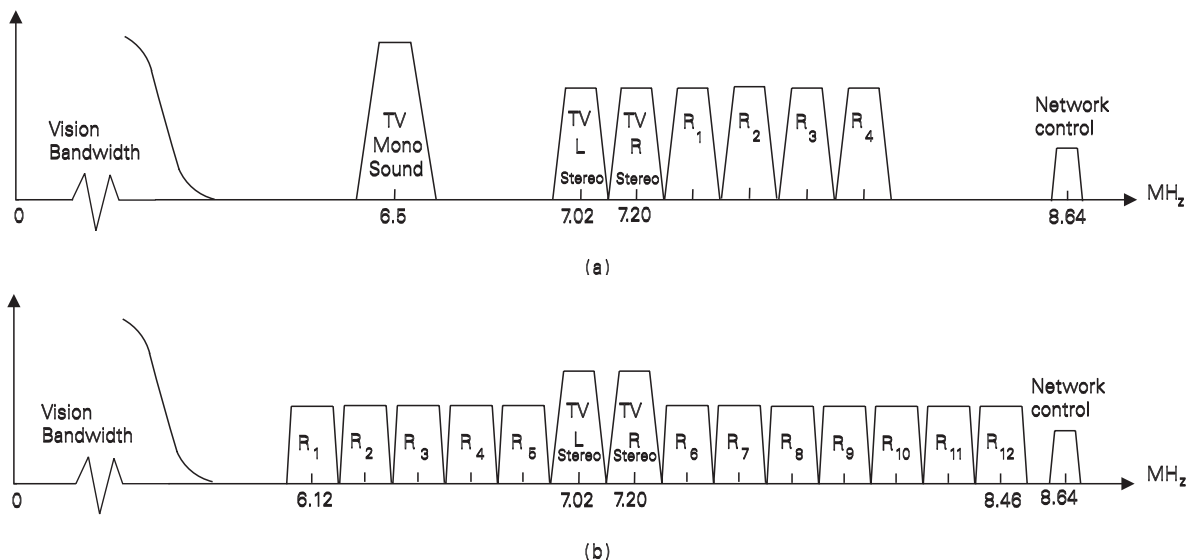 Vision
Bandwidth
TV
Mono
Sound
TV
L
Stereo
TV
R
Stereo
R1
R2
R3
R4
Network
control
MHz
0
6.5
7.02
7.20
8.64
(a)
Vision
Bandwidth
R1
R2
R3
R4
R5
TV
L
Stereo
TV
R
Stereo
R6
R7
R8
R9
R10
R11
R12
Network
control
MHz
0
6.12
7.02
7.20
8.46
8.64
(b)